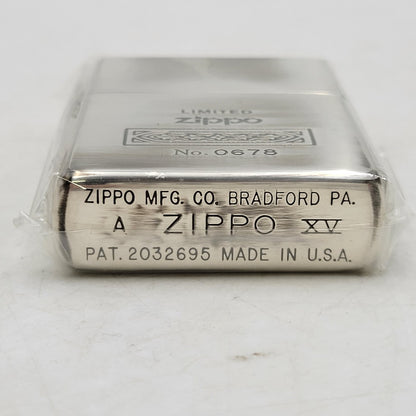 LIMITED
Zippo
No. 0678
ZIPPO MFG. CO. BRADFORD PA.
A ZIPPO XV
PAT. 2032695 MADE IN U.S.A.